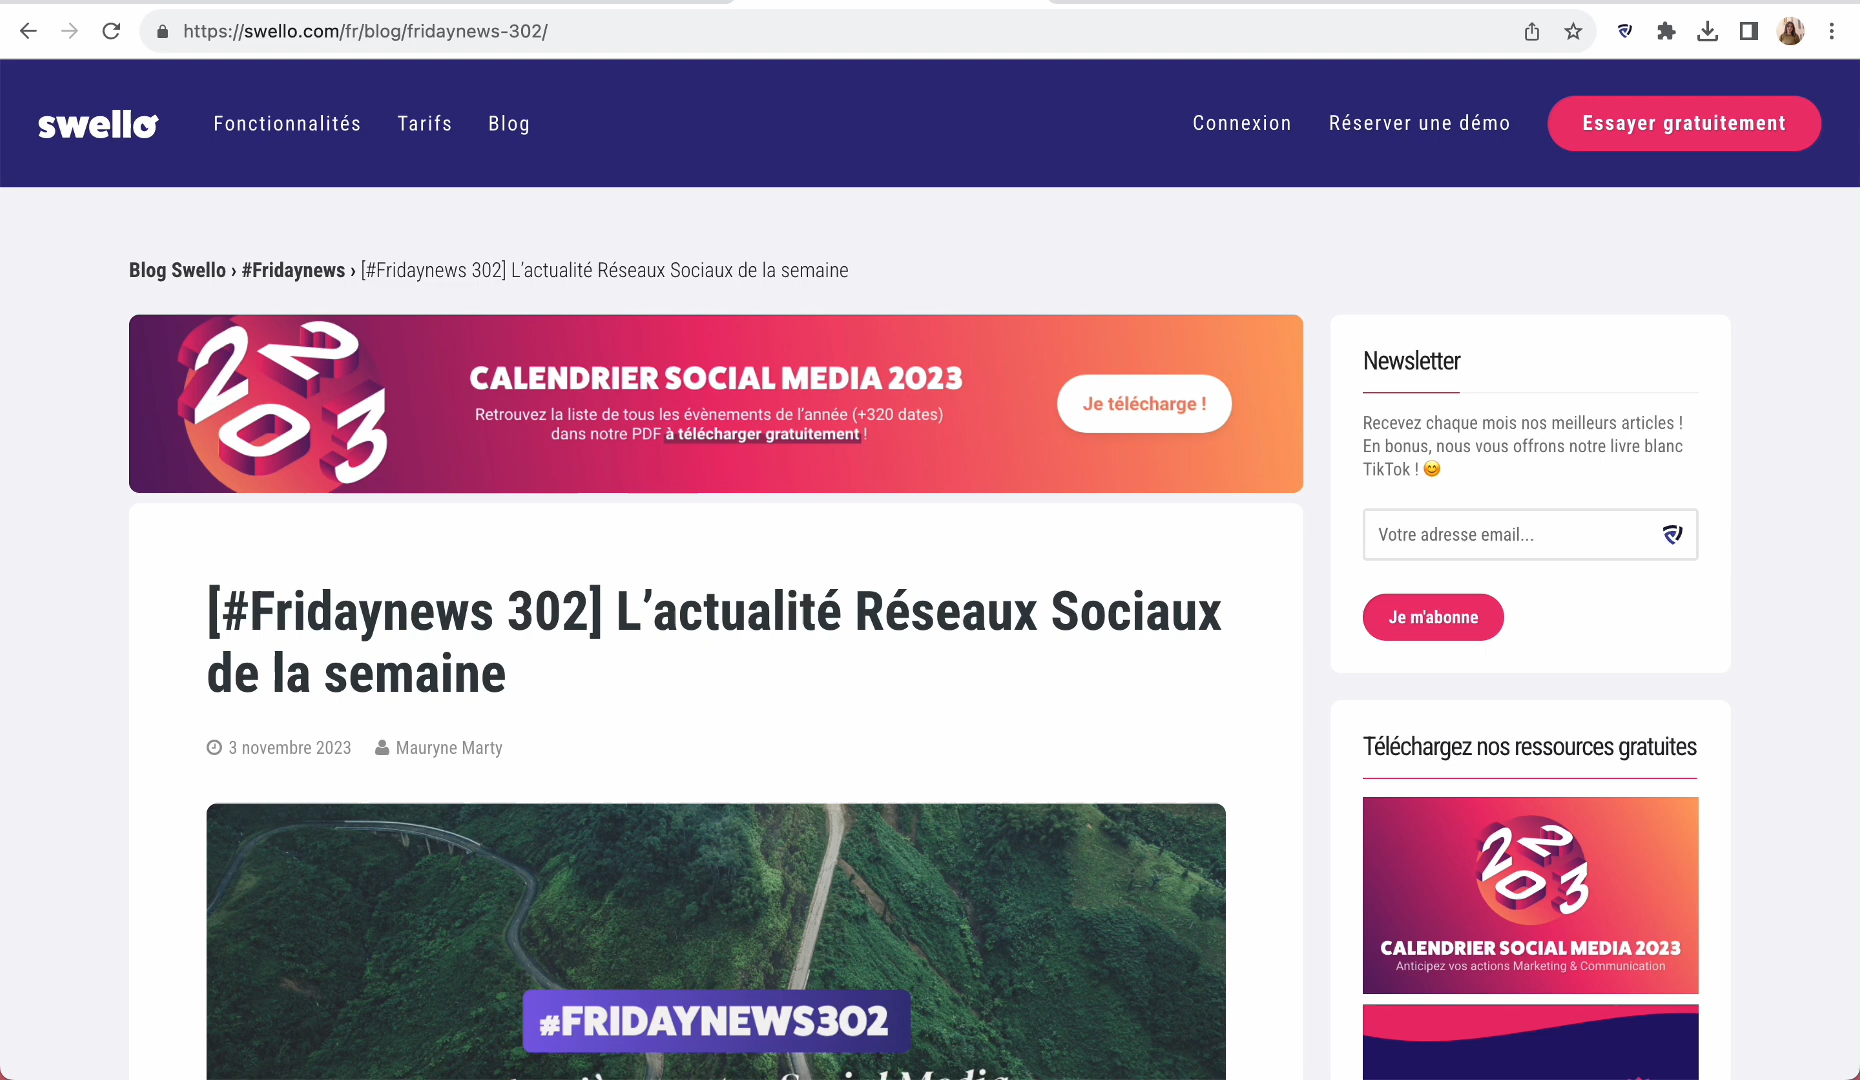 https://swello.com/fr/blog/fridaynews-302/
swello
Fonctionnalités
Tarifs
Blog
Connexion
Réserver une démo
Essayer gratuitement
Blog Swello › #Fridaynews › [#Fridaynews 302] L’actualité Réseaux Sociaux de la semaine
2023
CALENDRIER SOCIAL MEDIA 2023
Retrouvez la liste de tous les évènements de l’année (+320 dates)
dans notre PDF à télécharger gratuitement !
Je télécharge !
[#Fridaynews 302] L’actualité Réseaux Sociaux
de la semaine
3 novembre 2023
Mauryne Marty
#FRIDAYNEWS302
Social Media
Newsletter
Recevez chaque mois nos meilleurs articles !
En bonus, nous vous offrons notre livre blanc
TikTok ! 😊
Votre adresse email...
Je m'abonne
Téléchargez nos ressources gratuites
2023
CALENDRIER SOCIAL MEDIA 2023
Anticipez vos actions Marketing & Communication